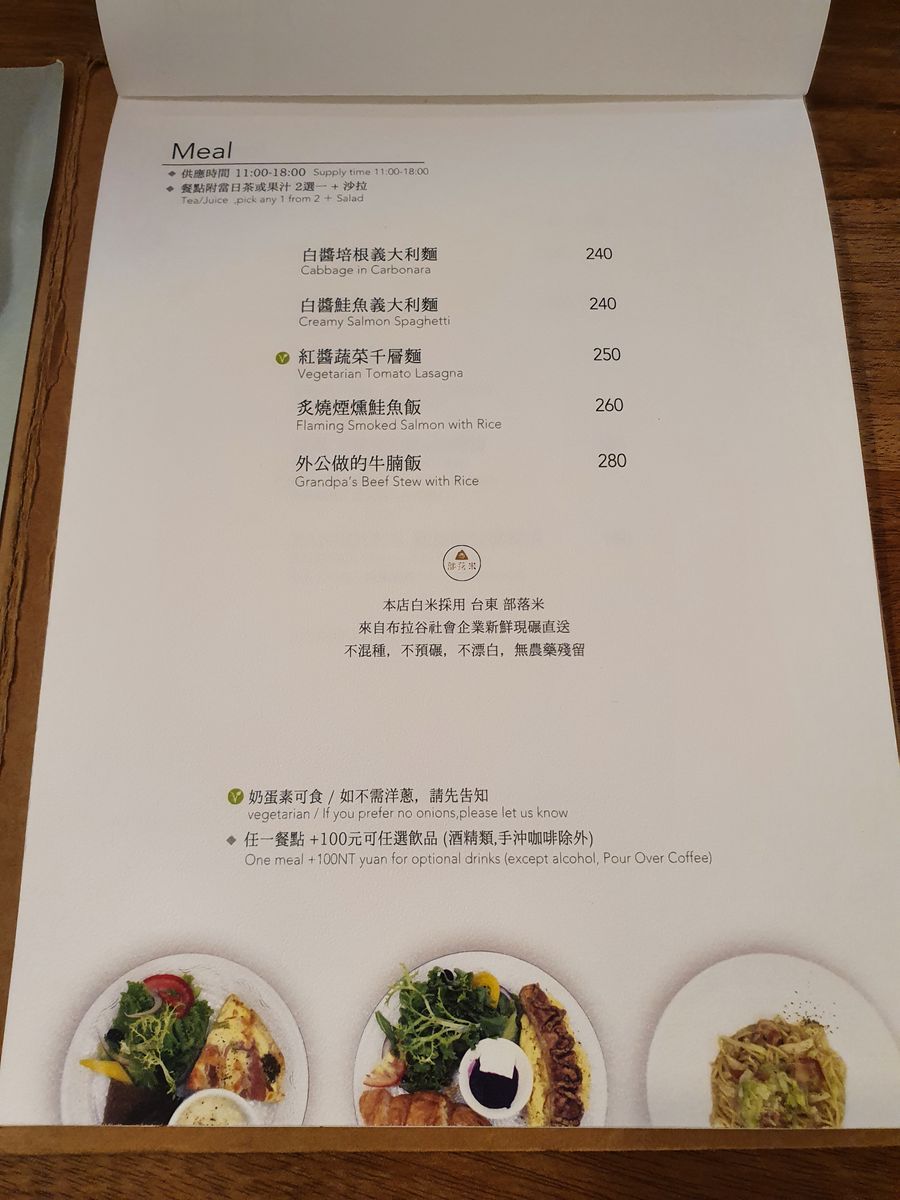 Meal
◆ 供應時間 11:00-18:00 Supply time 11:00-18:00
◆ 餐點附當日茶或果汁 2選一 + 沙拉
Tea/Juice ,pick any 1 from 2 + Salad
白醬培根義大利麵 240
Cabbage in Carbonara
白醬鮭魚義大利麵 240
Creamy Salmon Spaghetti
紅醬蔬菜千層麵 250
Vegetarian Tomato Lasagna
炙燒煙燻鮭魚飯 260
Flaming Smoked Salmon with Rice
外公做的牛腩飯 280
Grandpa's Beef Stew with Rice
部落米
本店白米採用 台東 部落米
來自布拉谷社會企業新鮮現碾直送
不混種，不預碾，不漂白，無農藥殘留
奶蛋素可食 / 如不需洋蔥，請先告知
vegetarian / If you prefer no onions,please let us know
◆ 任一餐點 +100元可任選飲品 (酒精類,手沖咖啡除外)
One meal +100NT yuan for optional drinks (except alcohol, Pour Over Coffee)